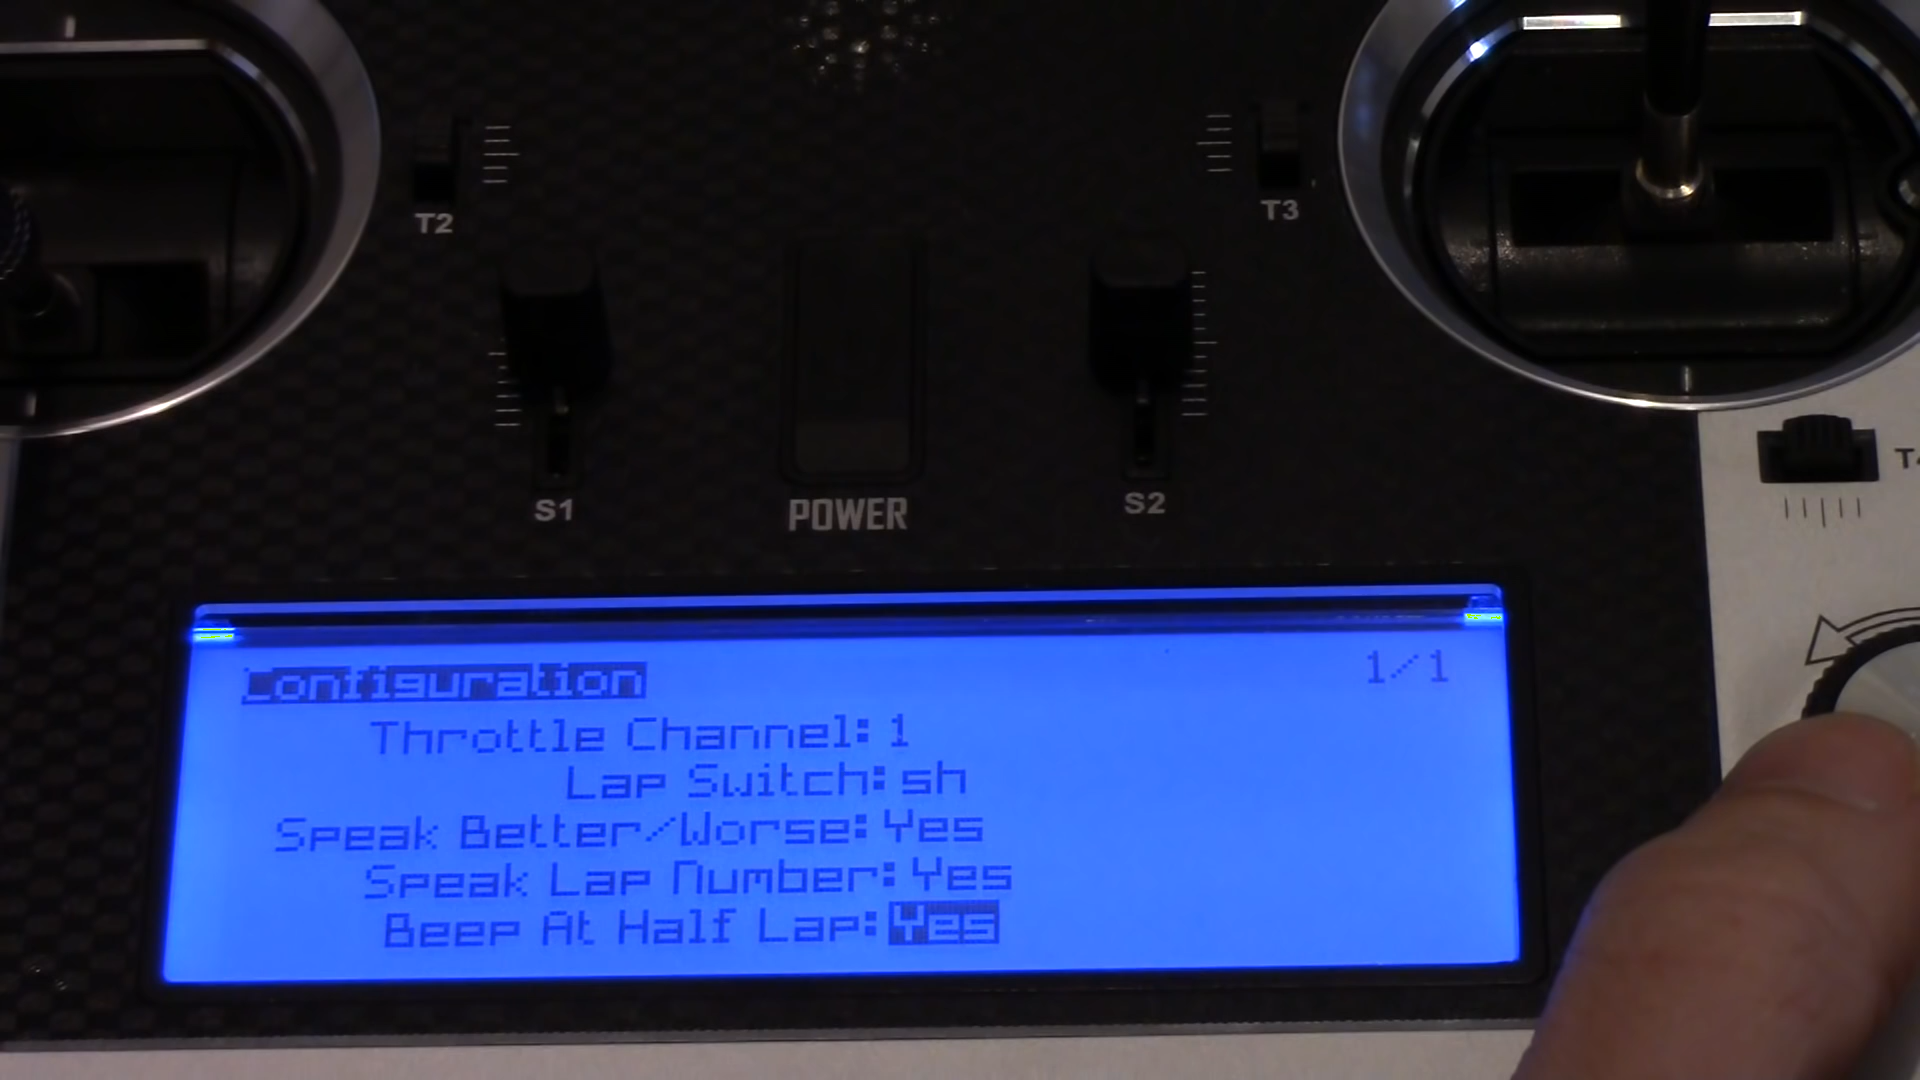 T2
T3
S1
POWER
S2
Configuration
1/1
Throttle Channel: 1
Lap Switch: sh
Speak Better/Worse: Yes
Speak Lap Number: Yes
Beep At Half Lap: Yes